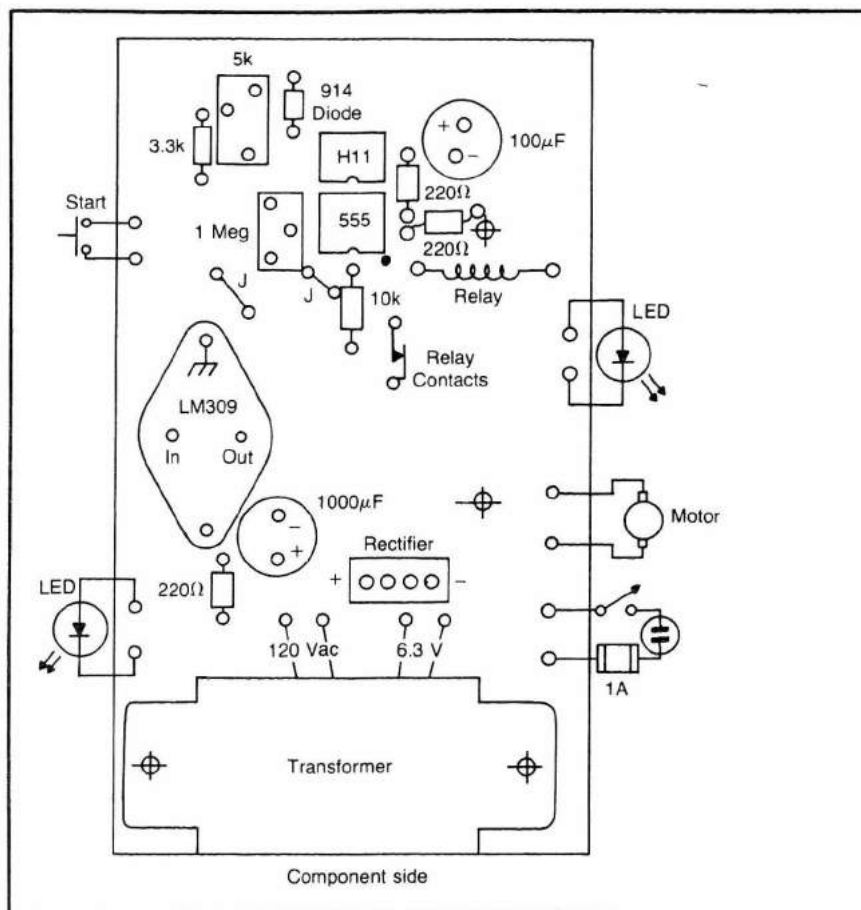 5k
914
Diode
3.3k
H11
+
-
100μF
Start
1 Meg
555
220Ω
220Ω
J
J
10k
Relay
LED
Relay
Contacts
LM309
In
Out
1000μF
-
+
Motor
Rectifier
+
-
LED
220Ω
120 Vac
6.3 V
1A
Transformer
Component side